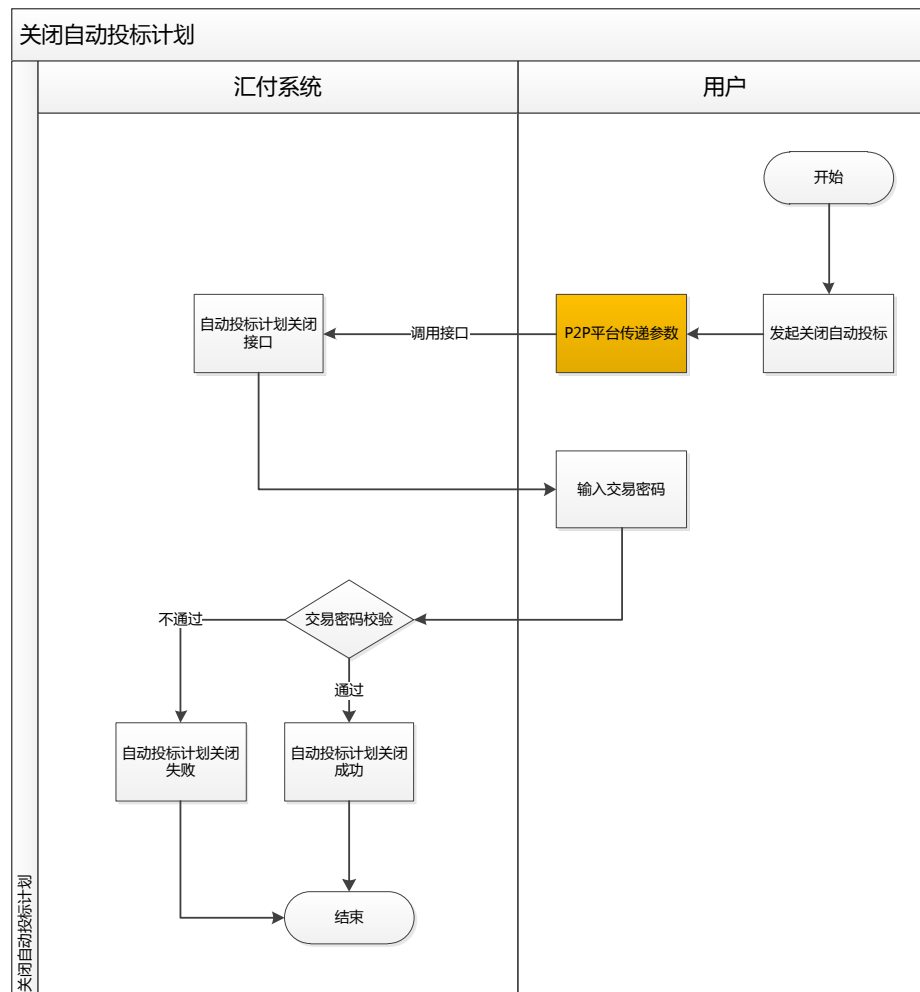 关闭自动投标计划
汇付系统
用户
开始
自动投标计划关闭
接口
调用接口
P2P平台传递参数
发起关闭自动投标
输入交易密码
不通过
交易密码校验
通过
自动投标计划关闭
失败
自动投标计划关闭
成功
结束
关闭自动投标计划